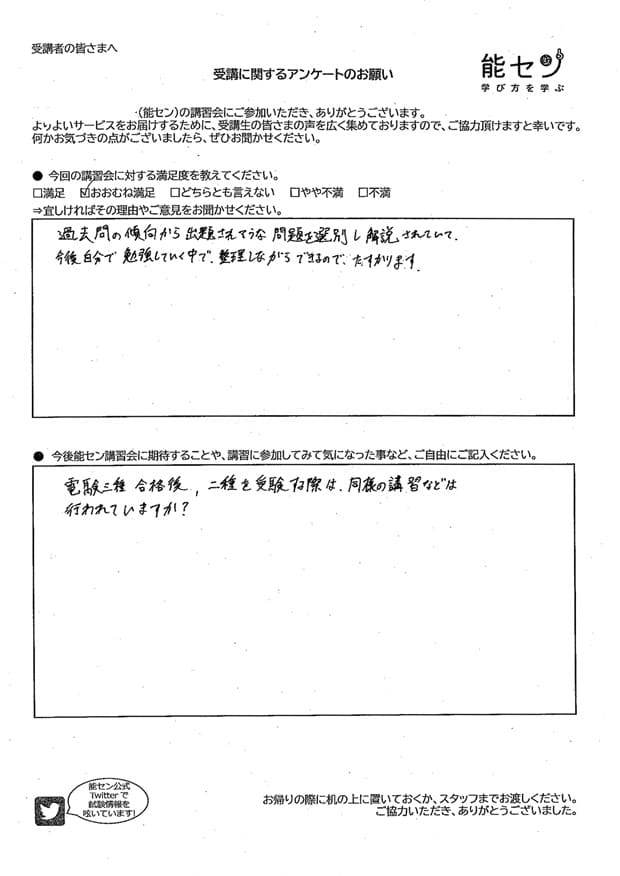 受講者の皆さまへ
受講に関するアンケートのお願い
能セン
学び方を学ぶ
（能セン）の講習会にご参加いただき、ありがとうございます。
よりよいサービスをお届けするために、受講生の皆さまの声を広く集めておりますので、ご協力頂けますと幸いです。
何かお気づきの点がございましたら、ぜひお聞かせください。
● 今回の講習会に対する満足度を教えてください。
□満足 ☑おおむね満足 □どちらとも言えない □やや不満 □不満
⇒宜しければその理由やご意見をお聞かせください。
過去問の傾向から出題されそうな問題を選別し解説されていて、
今後自分で勉強していく中で、整理しながらできるので、たすかります。
● 今後能セン講習会に期待することや、講習に参加してみて気になった事など、ご自由にご記入ください。
電験三種合格後、二種を受験する際は、同様の講習などは
行われていますか？
能セン公式
Twitterで
試験情報を
呟いています!
お帰りの際に机の上に置いておくか、スタッフまでお渡しください。
ご協力いただき、ありがとうございました。